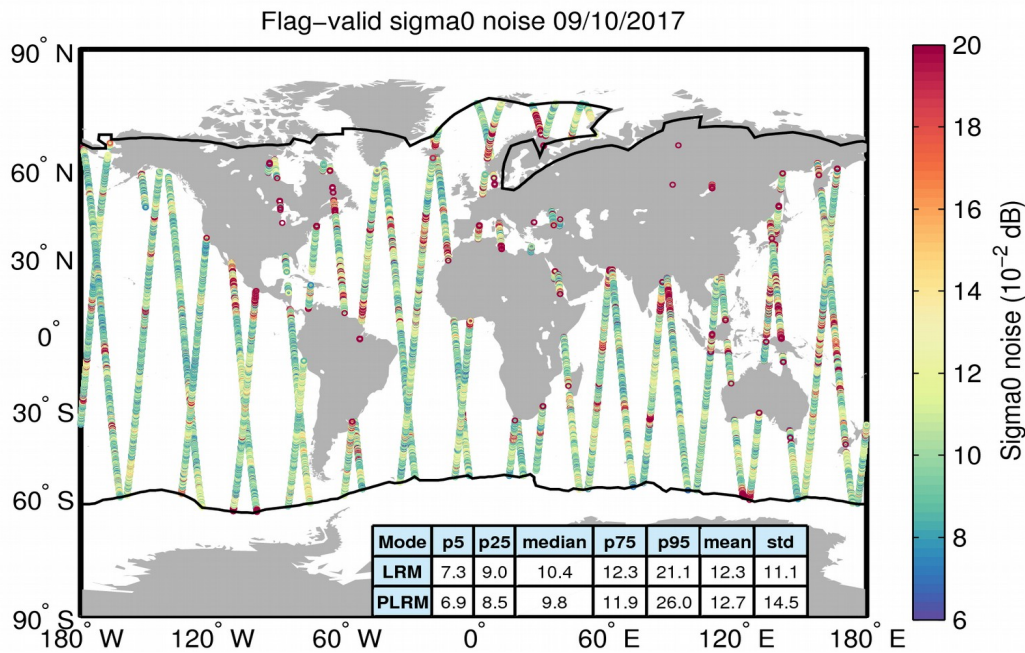 Flag−valid sigma0 noise 09/10/2017
90° N
60° N
30° N
0°
30° S
60° S
90° S
180° W
120° W
60° W
0°
60° E
120° E
180° E
Mode p5 p25 median p75 p95 mean std
LRM 7.3 9.0 10.4 12.3 21.1 12.3 11.1
PLRM 6.9 8.5 9.8 11.9 26.0 12.7 14.5
20
18
16
14
12
10
8
6
Sigma0 noise (10⁻² dB)